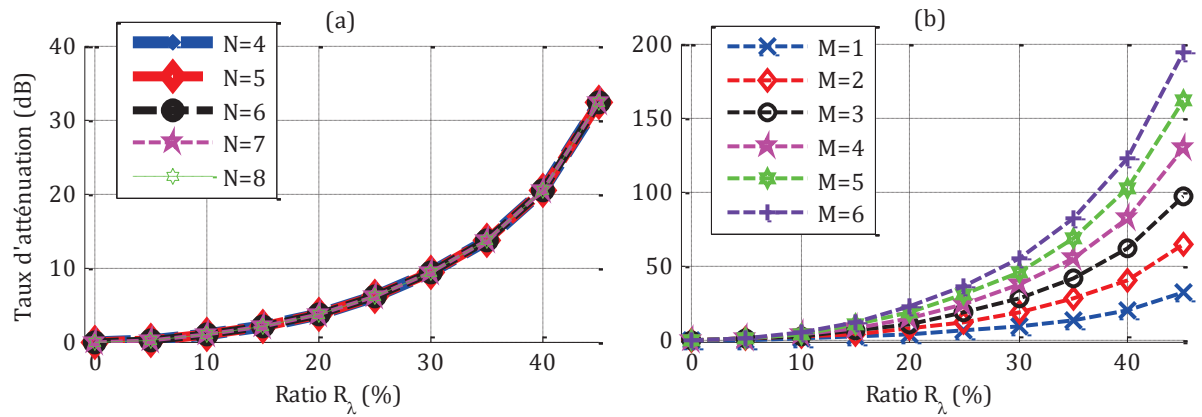 (a)
(b)
Taux d'atténuation (dB)
40
30
20
10
0
N=4
N=5
N=6
N=7
N=8
0 10 20 30 40
Ratio R_λ (%)
200
150
100
50
0
M=1
M=2
M=3
M=4
M=5
M=6
0 10 20 30 40
Ratio R_λ (%)